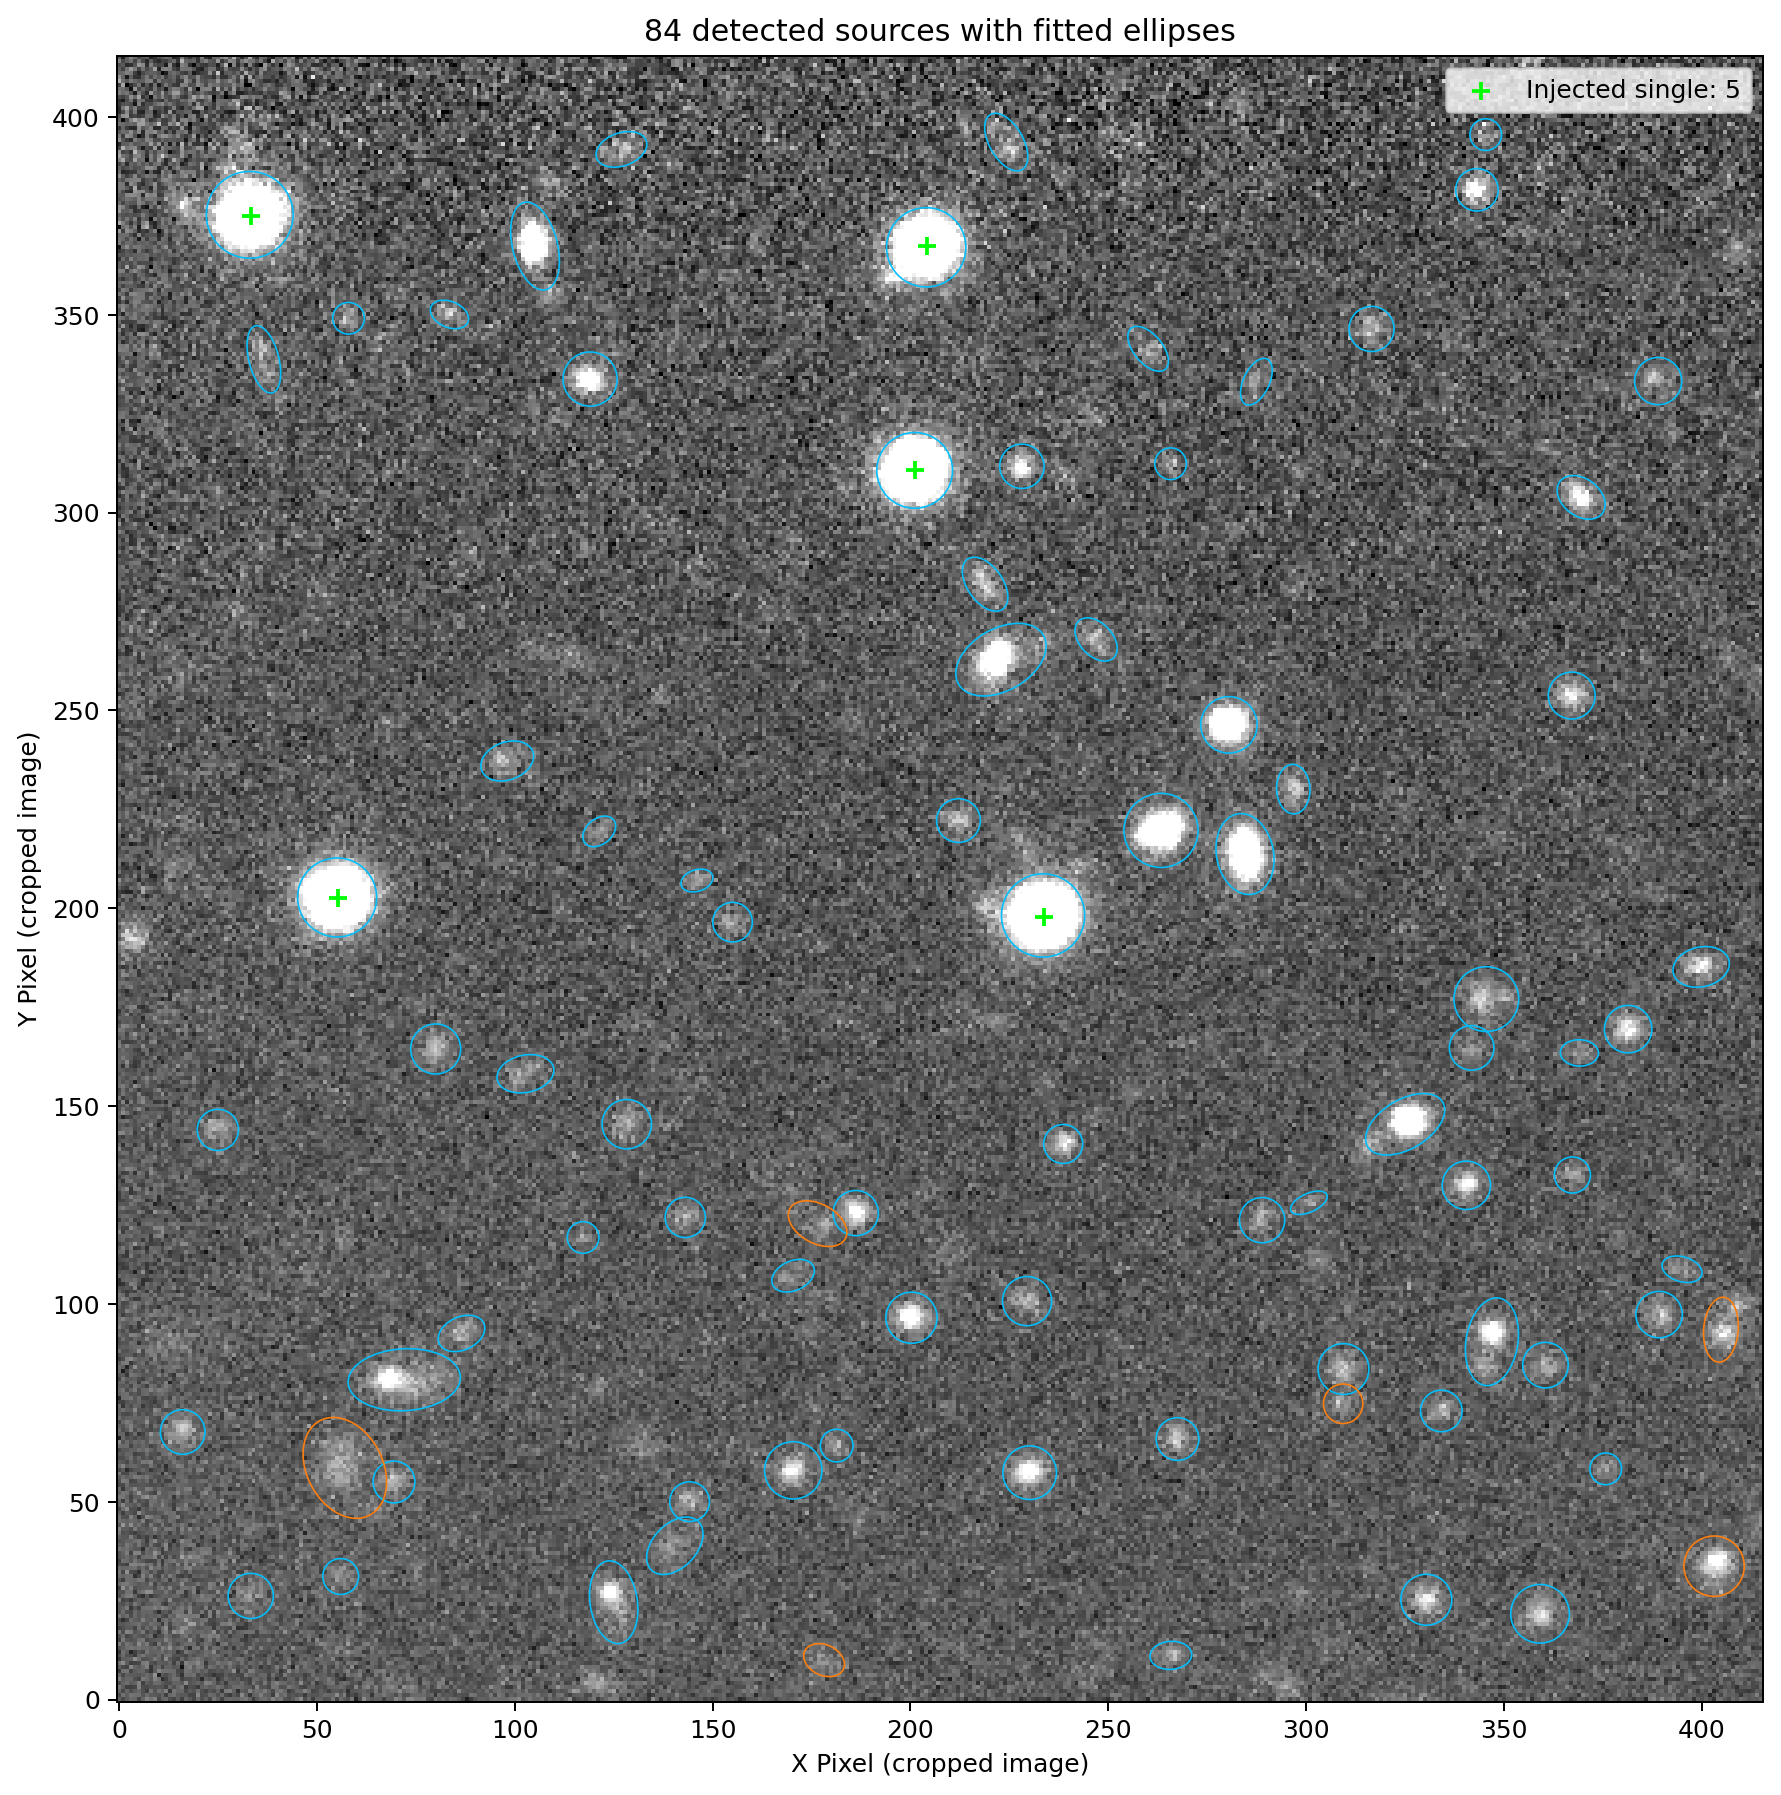 84 detected sources with fitted ellipses
Injected single: 5
400
350
300
250
200
150
100
50
0
Y Pixel (cropped image)
0 50 100 150 200 250 300 350 400
X Pixel (cropped image)